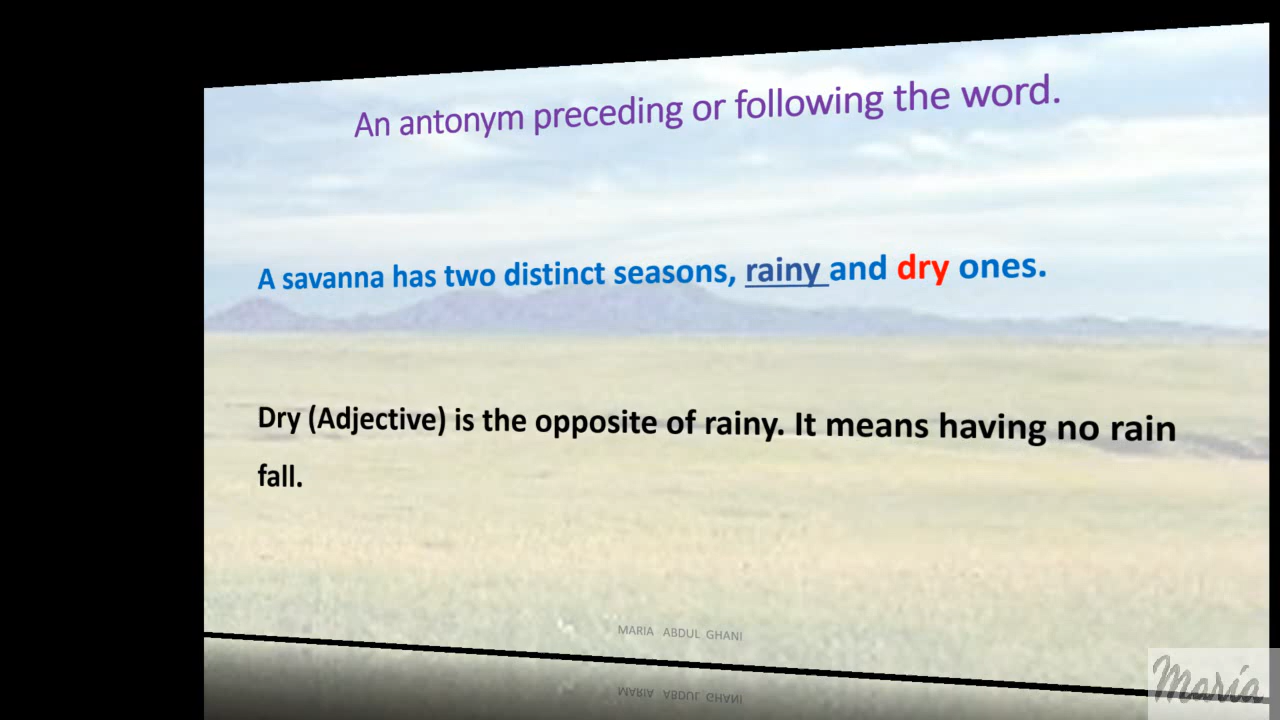 An antonym preceding or following the word.
A savanna has two distinct seasons, rainy and dry ones.
Dry (Adjective) is the opposite of rainy. It means having no rain
fall.
MARIA ABDUL GHANI
MARIA ABDUL GHANI
Maria